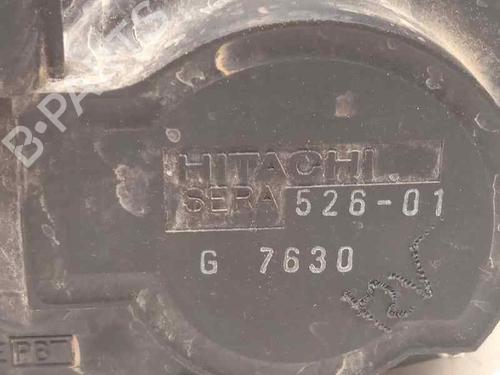 B-PARTS
HITACHI
SERA 526-01
G 7630
PBT